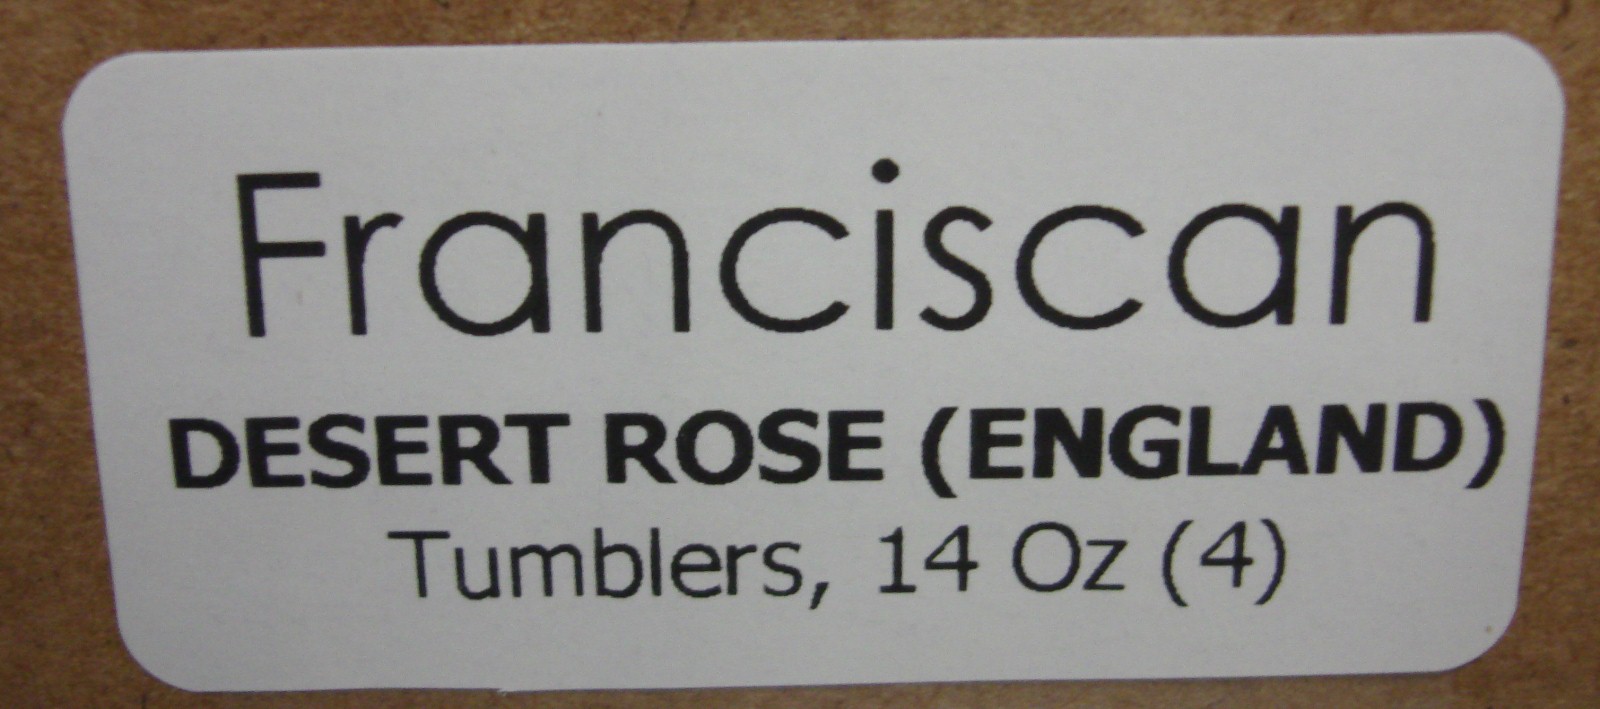 Franciscan
DESERT ROSE (ENGLAND)
Tumblers, 14 Oz (4)